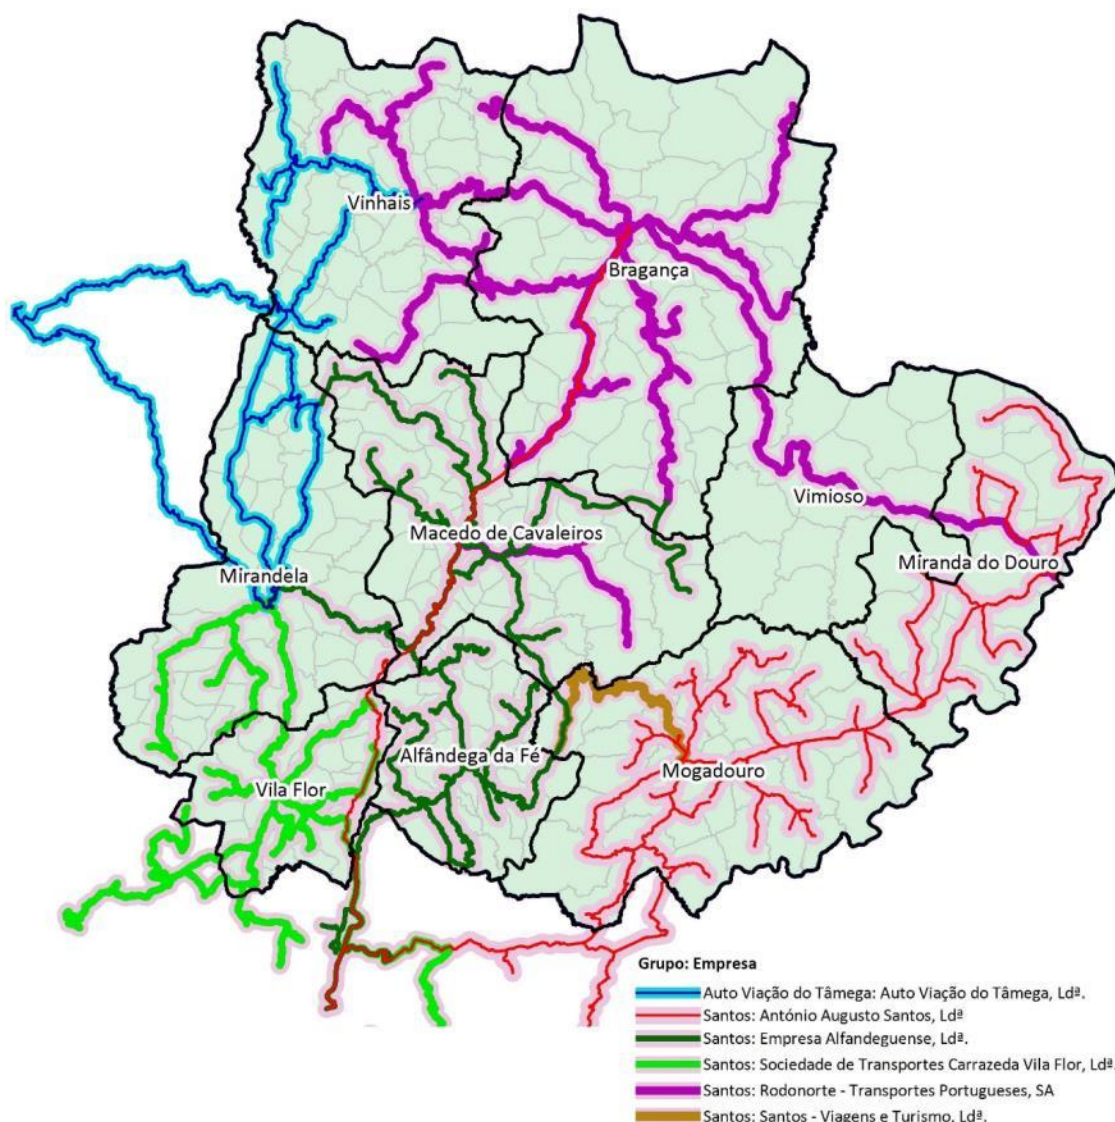 Vinhais
Bragança
Vimioso
Macedo de Cavaleiros
Miranda do Douro
Mirandela
Alfândega da Fé
Mogadouro
Vila Flor
Grupo: Empresa
Auto Viação do Tâmega: Auto Viação do Tâmega, Ldª.
Santos: António Augusto Santos, Ldª
Santos: Empresa Alfandeguense, Ldª.
Santos: Sociedade de Transportes Carrazeda Vila Flor, Ldª.
Santos: Rodonorte - Transportes Portugueses, SA
Santos: Santos - Viagens e Turismo, Ldª.